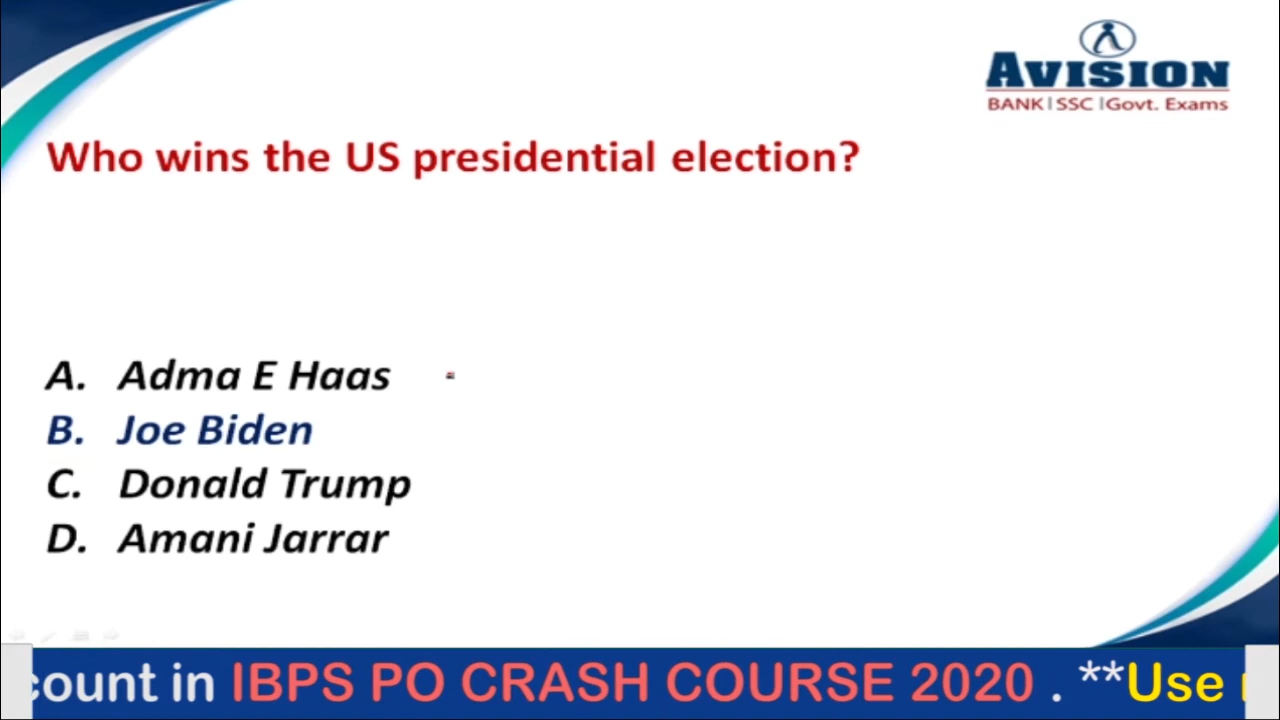 AVISION
BANK | SSC | Govt. Exams
Who wins the US presidential election?
A. Adma E Haas
B. Joe Biden
C. Donald Trump
D. Amani Jarrar
count in IBPS PO CRASH COURSE 2020 . **Use